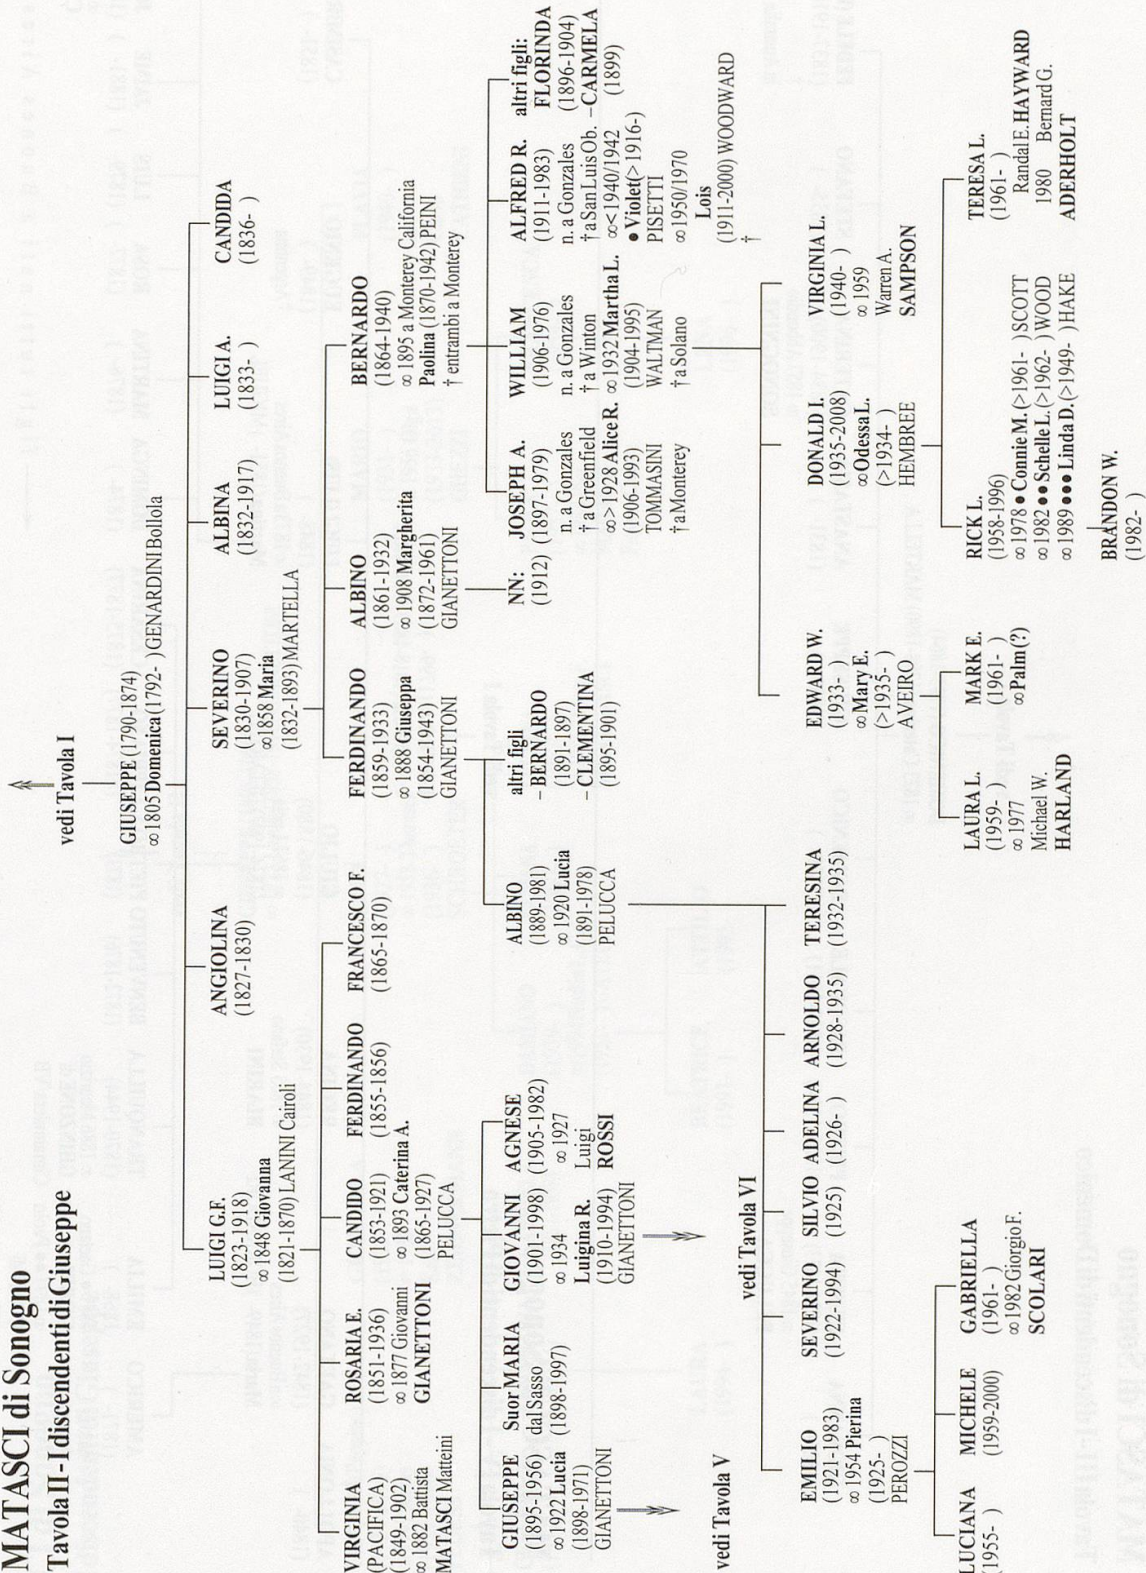 MATASCI di Sonogno
Tavola II - I discendenti di Giuseppe
vedi Tavola I
GIUSEPPE (1790-1874)
∞ 1805 Domenica (1792- ) GENARDINI Bollola
LUIGI G.F.
(1823-1918)
∞ 1848 Giovanna
(1821-1870) LANINI Cairoli
ANGIOLINA
(1827-1830)
SEVERINO
(1830-1907)
∞1858 Maria
(1832-1893) MARTELLA
ALBINA
(1832-1917)
LUIGI A.
(1833- )
CANDIDA
(1836- )
VIRGINIA
(PACIFICA)
(1849-1902)
∞ 1882 Battista
MATASCI Matteini
ROSARIA E.
(1851-1936)
∞ 1877 Giovanni
GIANETTONI
CANDIDO
(1853-1921)
∞ 1893 Caterina A.
(1865-1927)
PELUCCA
FERDINANDO
(1855-1856)
FRANCESCO F.
(1865-1870)
FERDINANDO
(1859-1933)
∞ 1888 Giuseppa
(1854-1943)
GIANETTONI
ALBINO
(1861-1932)
∞ 1908 Margherita
(1872-1961)
GIANETTONI
BERNARDO
(1864-1940)
∞ 1895 a Monterey California
Paolina (1870-1942) PEINI
† entrambi a Monterey
GIUSEPPE
(1895-1956)
∞ 1922 Lucia
(1898-1971)
GIANETTONI
Suor MARIA
dal Sasso
(1898-1997)
GIOVANNI
(1901-1998)
∞ 1934
Luigina R.
(1910-1994)
GIANETTONI
AGNESE
(1905-1982)
∞ 1927
Luigi
ROSSI
ALBINO
(1889-1981)
∞ 1920 Lucia
(1891-1978)
PELUCCA
altri figli
– BERNARDO
(1891-1897)
– CLEMENTINA
(1895-1901)
NN:
(1912)
JOSEPH A.
(1897-1979)
n. a Gonzales
† a Greenfield
∞> 1928 Alice R.
(1906-1993)
TOMMASINI
† a Monterey
WILLIAM
(1906-1976)
n. a Gonzales
† a Winton
∞ 1932 Martha L.
(1904-1995)
WALTMAN
† a Solano
ALFRED R.
(1911-1983)
n. a Gonzales
† a San Luis Ob.
∞< 1940/1942
• Violet (>1916-)
PISETTI
∞ 1950/1970
Lois
(1911-2000) WOODWARD
†
altri figli:
FLORINDA
(1896-1904)
– CARMELA
(1899)
vedi Tavola V
vedi Tavola VI
EMILIO
(1921-1983)
∞ 1954 Pierina
(1925- )
PEROZZI
SEVERINO
(1922-1994)
SILVIO
(1925)
ADELINA
(1926- )
ARNOLDO
(1928-1935)
TERESINA
(1932-1935)
EDWARD W.
(1933- )
∞ Mary E.
(>1935- )
AVEIRO
DONALD I.
(1935-2008)
∞ Odessa L.
(>1934- )
HEMBREE
VIRGINIA L.
(1940- )
∞ 1959
Warren A.
SAMPSON
LUCIANA
(1955- )
MICHELE
(1959-2000)
GABRIELLA
(1961- )
∞ 1982 Giorgio F.
SCOLARI
LAURA L.
(1959- )
∞ 1977
Michael W.
HARLAND
MARK E.
(1961- )
∞ Palm (?)
RICK L.
(1958-1996)
∞ 1978 • Connie M. (>1961- ) SCOTT
∞ 1982 •• Schelle L. (>1962- ) WOOD
∞ 1989 ••• Linda D. (>1949- ) HAKE
BRANDON W.
(1982- )
TERESA L.
(1961- )
Randal E. HAYWARD
1980 Bernard G.
ADERHOLT